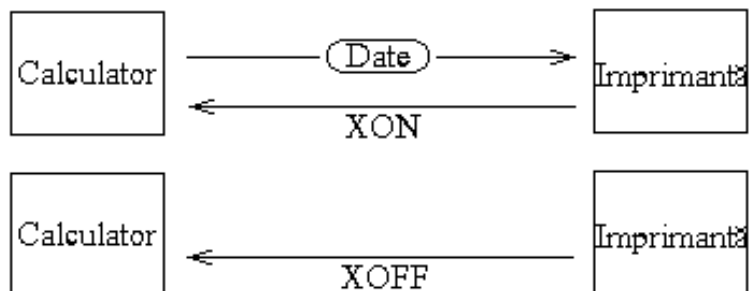 Date
Calculator
Imprimantă
XON
Calculator
Imprimantă
XOFF